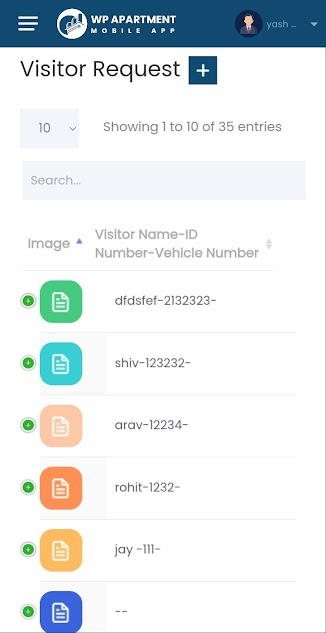 WP APARTMENT
MOBILE APP
yash ...
Visitor Request +
10
Showing 1 to 10 of 35 entries
Search...
Image
Visitor Name-ID
Number-Vehicle Number
dfdsfef-2132323-
shiv-123232-
arav-12234-
rohit-1232-
jay -111-
--